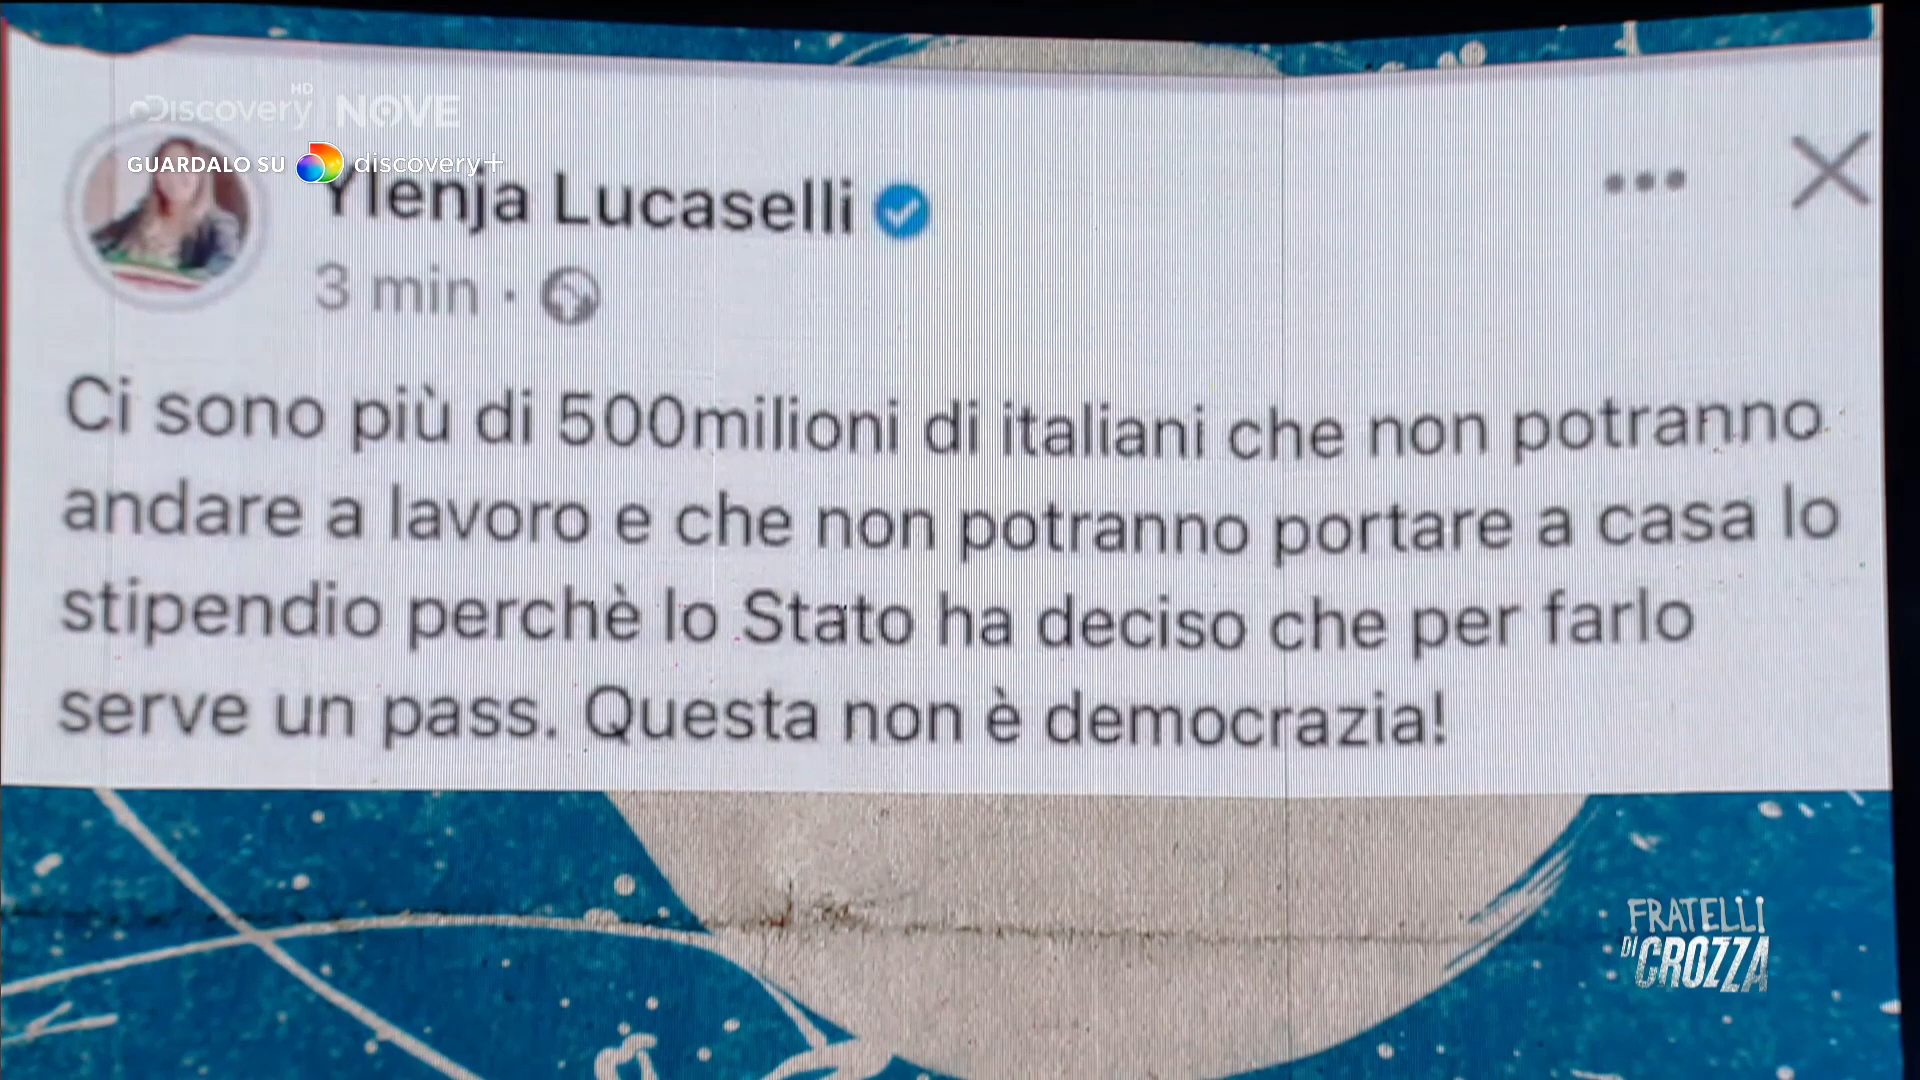 HD
Discovery NOVE
GUARDALO SU discovery+
Ylenja Lucaselli
3 min ·
Ci sono più di 500milioni di italiani che non potranno
andare a lavoro e che non potranno portare a casa lo
stipendio perchè lo Stato ha deciso che per farlo
serve un pass. Questa non è democrazia!
FRATELLI
DI CROZZA